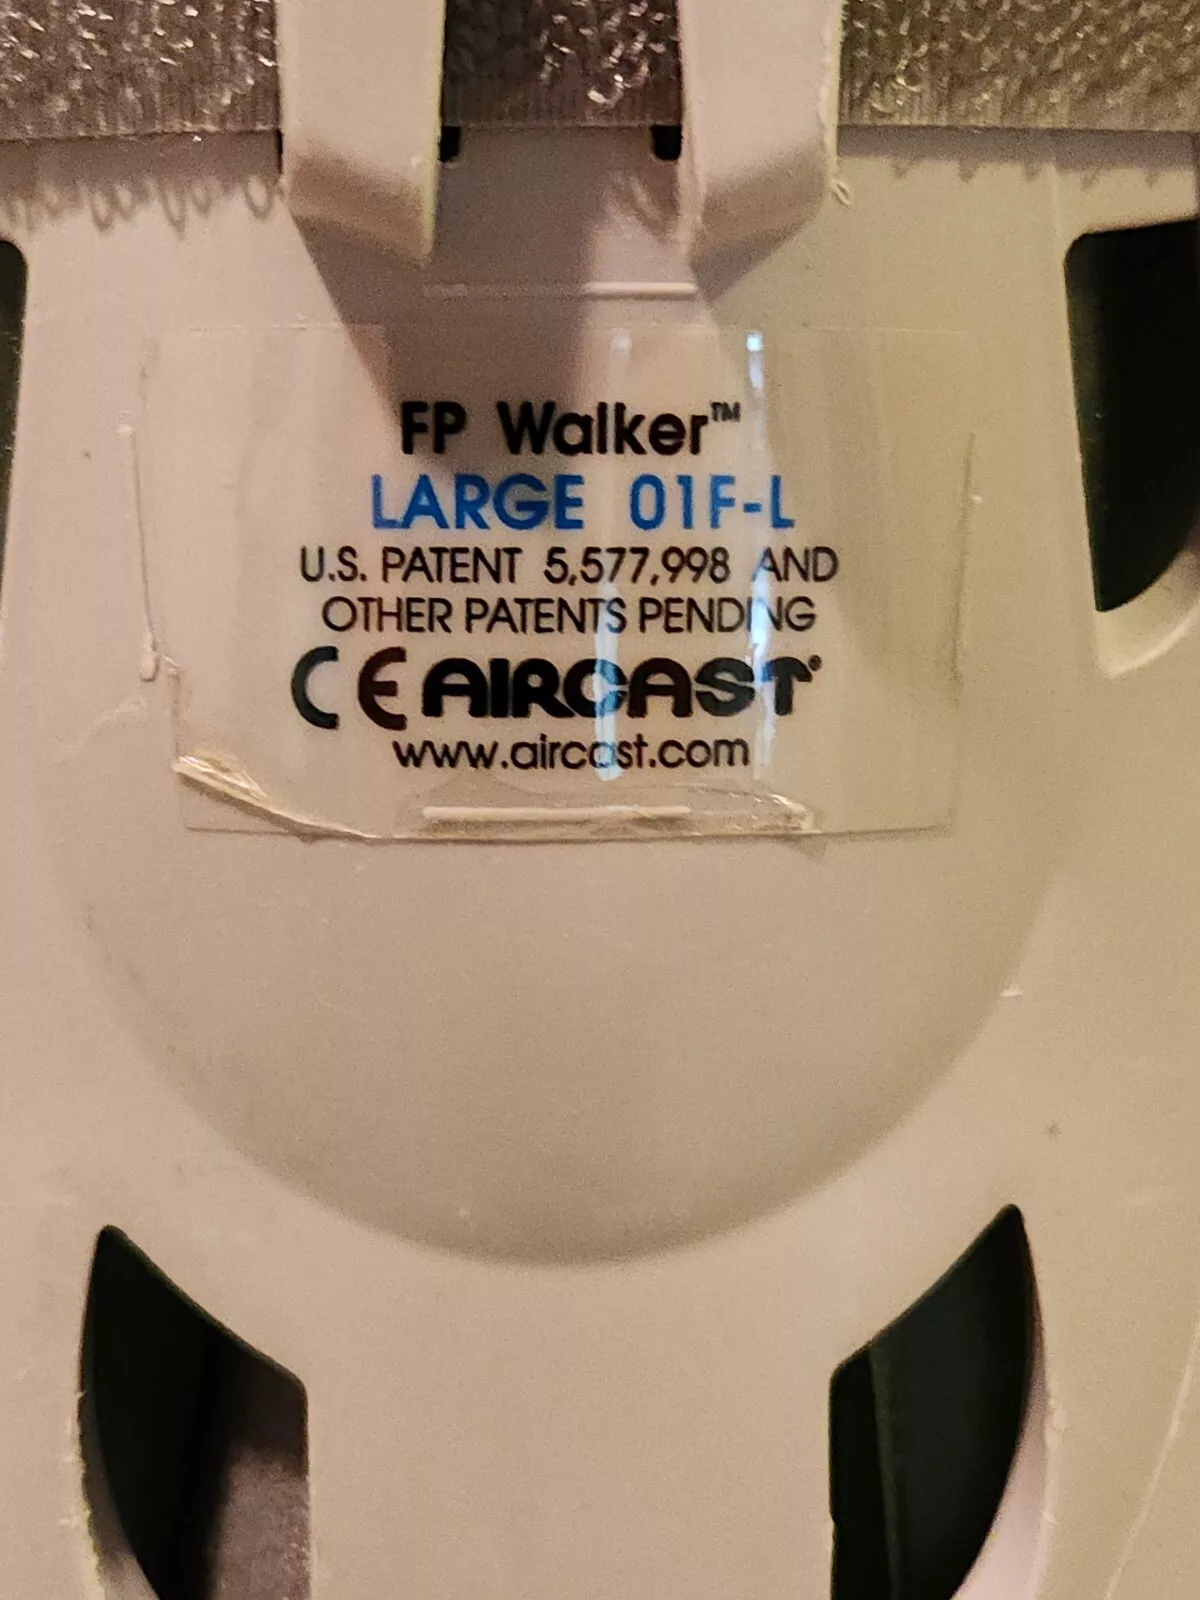 FP Walker™
LARGE 01F-L
U.S. PATENT 5,577,998 AND
OTHER PATENTS PENDING
CE AIRCAST®
www.aircast.com